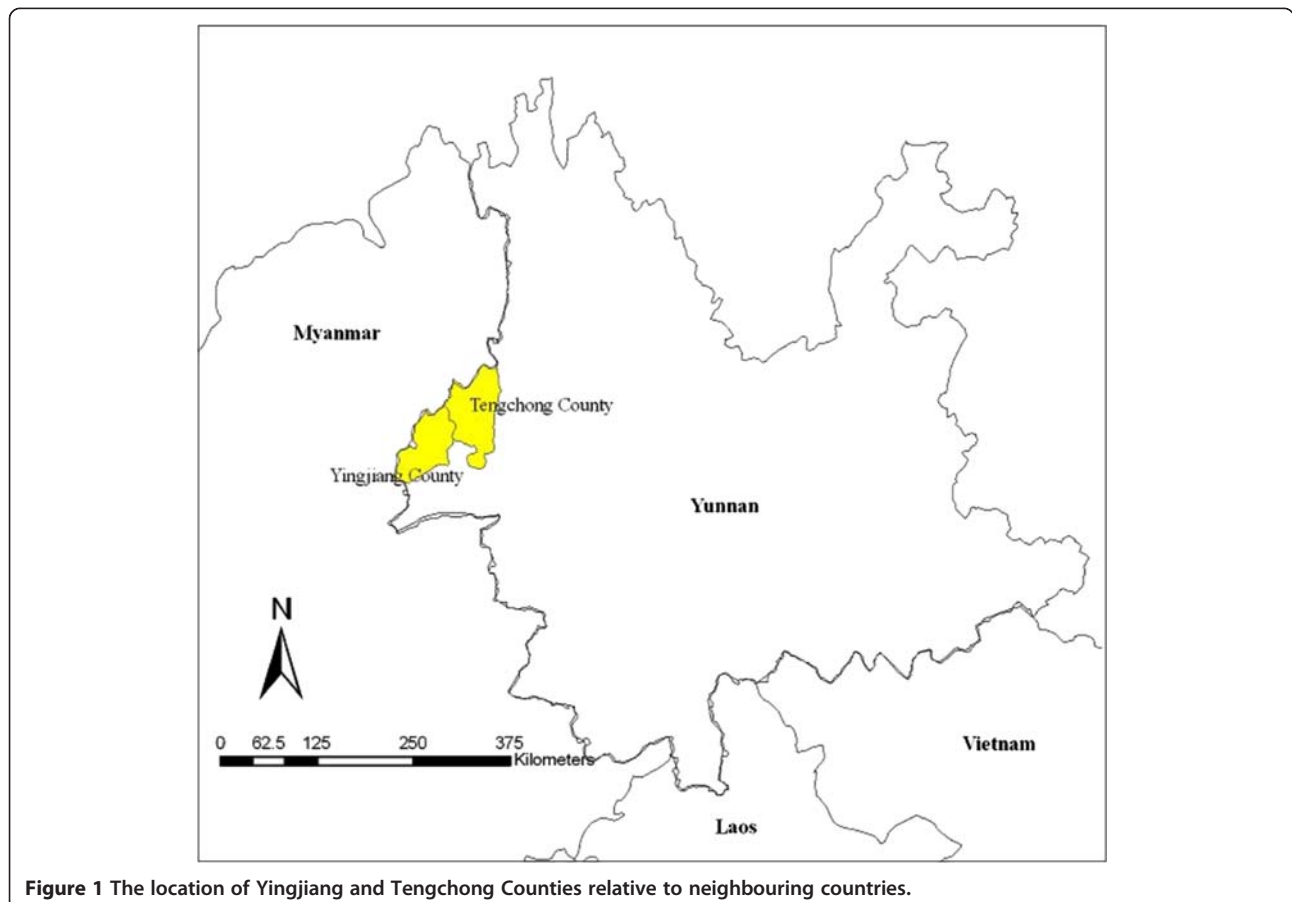 Myanmar
Tengchong County
Yingjiang County
Yunnan
N
0 62.5 125 250 375
Kilometers
Vietnam
Laos
Figure 1 The location of Yingjiang and Tengchong Counties relative to neighbouring countries.